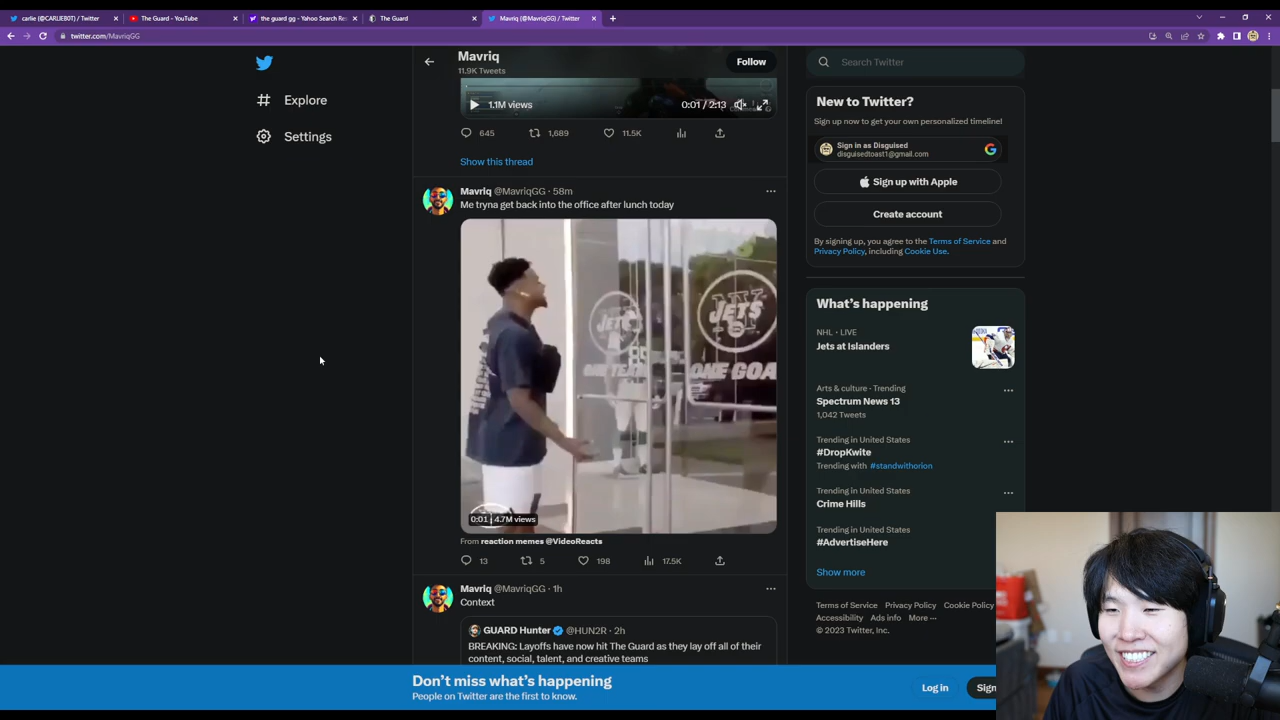 carlie (@CARLIEB0T) / Twitter
The Guard - YouTube
the guard gg - Yahoo Search Res
The Guard
Mavriq (@MavriqGG) / Twitter
twitter.com/MavriqGG
Explore
Settings
Mavriq
11.9K Tweets
Follow
1.1M views
0:01 / 2:13
645
1,689
11.5K
Show this thread
Mavriq @MavriqGG · 58m
Me tryna get back into the office after lunch today
JETS
JETS
ONE TEAM
ONE GOA
0:01 | 4.7M views
From reaction memes @VideoReacts
13
5
198
17.5K
Mavriq @MavriqGG · 1h
Context
GUARD Hunter @HUN2R · 2h
BREAKING: Layoffs have now hit The Guard as they lay off all of their
content, social, talent, and creative teams
Search Twitter
New to Twitter?
Sign up now to get your own personalized timeline!
Sign in as Disguised
disguisedtoast1@gmail.com
Sign up with Apple
Create account
By signing up, you agree to the Terms of Service and
Privacy Policy, including Cookie Use.
What's happening
NHL · LIVE
Jets at Islanders
Arts & culture · Trending
Spectrum News 13
1,042 Tweets
Trending in United States
#DropKwite
Trending with #standwithorion
Trending in United States
Crime Hills
Trending in United States
#AdvertiseHere
Show more
Terms of Service Privacy Policy Cookie Policy
Accessibility Ads info More ···
© 2023 Twitter, Inc.
Don't miss what's happening
People on Twitter are the first to know.
Log in
Sign